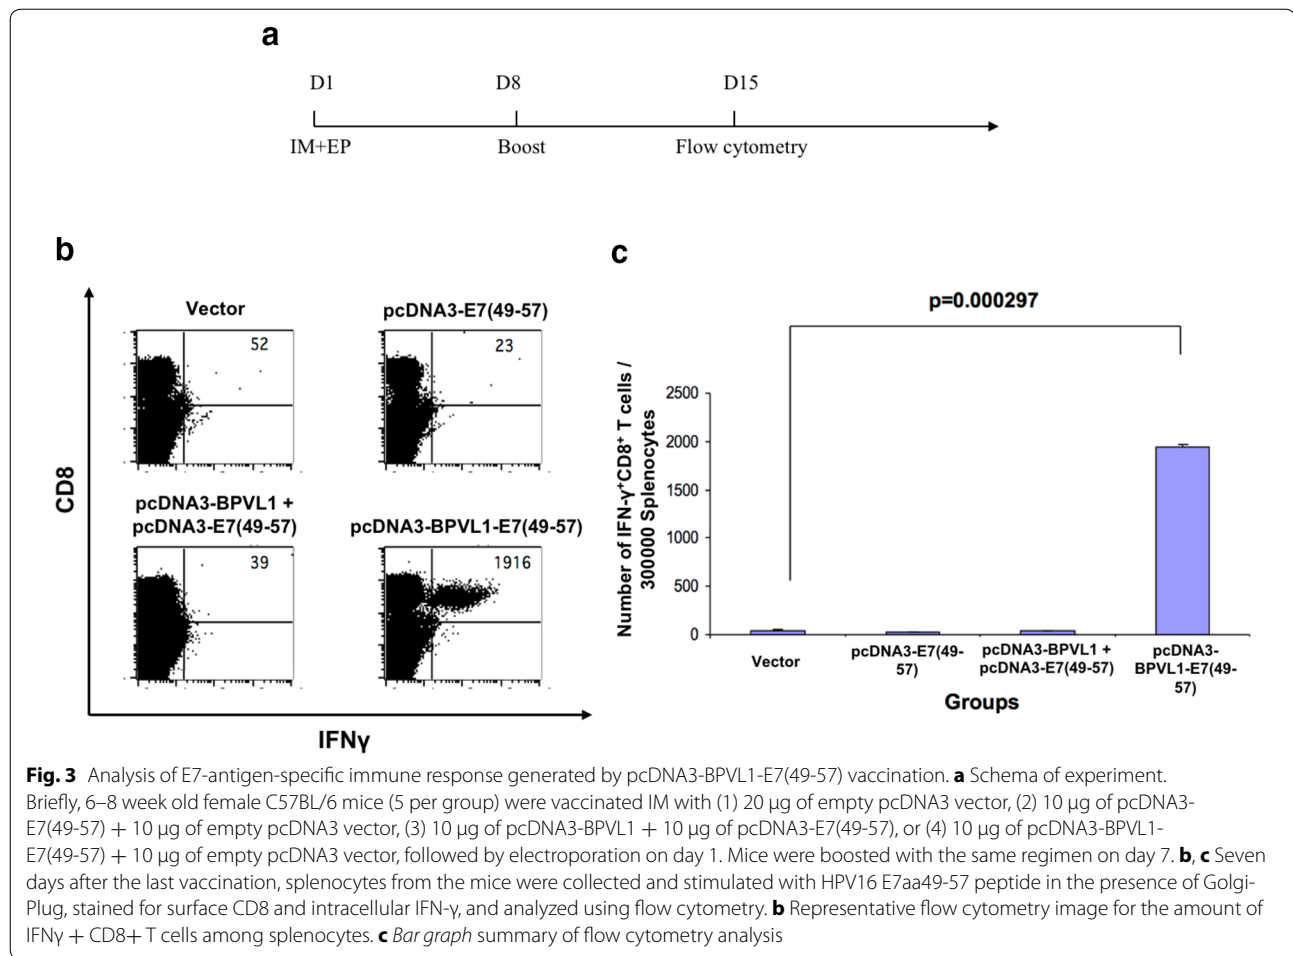 a
D1 D8 D15
IM+EP Boost Flow cytometry
b
Vector
52
pcDNA3-E7(49-57)
23
pcDNA3-BPVL1 +
pcDNA3-E7(49-57)
39
pcDNA3-BPVL1-E7(49-57)
1916
CD8
IFNγ
c
p=0.000297
Number of IFN-γ⁺CD8⁺ T cells /
300000 Splenocytes
2500
2000
1500
1000
500
0
Vector
pcDNA3-E7(49-
57)
pcDNA3-BPVL1 +
pcDNA3-E7(49-57)
pcDNA3-
BPVL1-E7(49-
57)
Groups
Fig. 3 Analysis of E7-antigen-specific immune response generated by pcDNA3-BPVL1-E7(49-57) vaccination. a Schema of experiment.
Briefly, 6–8 week old female C57BL/6 mice (5 per group) were vaccinated IM with (1) 20 μg of empty pcDNA3 vector, (2) 10 μg of pcDNA3-
E7(49-57) + 10 μg of empty pcDNA3 vector, (3) 10 μg of pcDNA3-BPVL1 + 10 μg of pcDNA3-E7(49-57), or (4) 10 μg of pcDNA3-BPVL1-
E7(49-57) + 10 μg of empty pcDNA3 vector, followed by electroporation on day 1. Mice were boosted with the same regimen on day 7. b, c Seven
days after the last vaccination, splenocytes from the mice were collected and stimulated with HPV16 E7aa49-57 peptide in the presence of Golgi-
Plug, stained for surface CD8 and intracellular IFN-γ, and analyzed using flow cytometry. b Representative flow cytometry image for the amount of
IFNγ + CD8+ T cells among splenocytes. c Bar graph summary of flow cytometry analysis